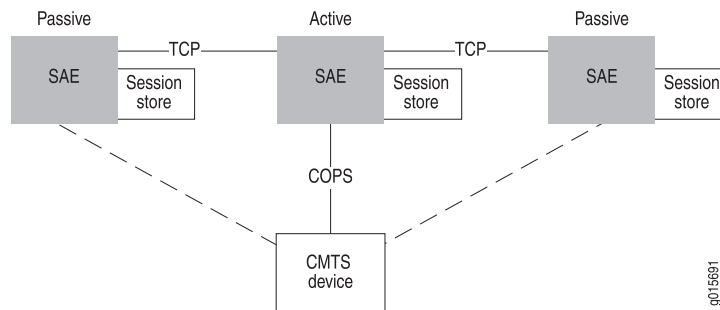 Passive
Active
Passive
TCP
TCP
SAE
Session
store
SAE
Session
store
SAE
Session
store
COPS
CMTS
device
g015691